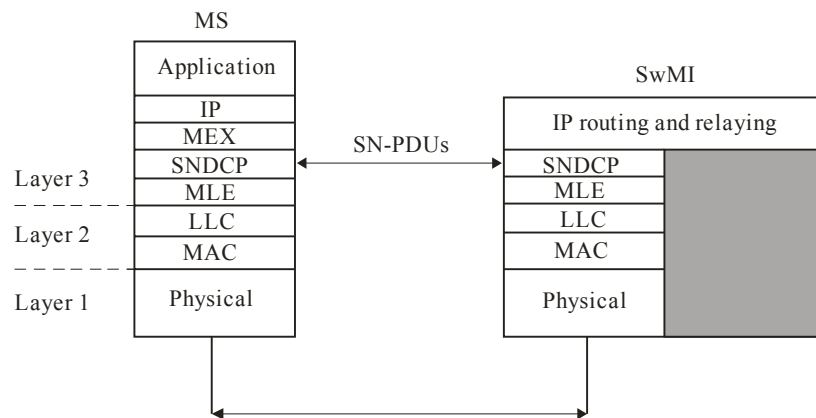 MS
Application
IP
MEX
SNDCP
MLE
LLC
MAC
Physical
Layer 3
Layer 2
Layer 1
SN-PDUs
SwMI
IP routing and relaying
SNDCP
MLE
LLC
MAC
Physical